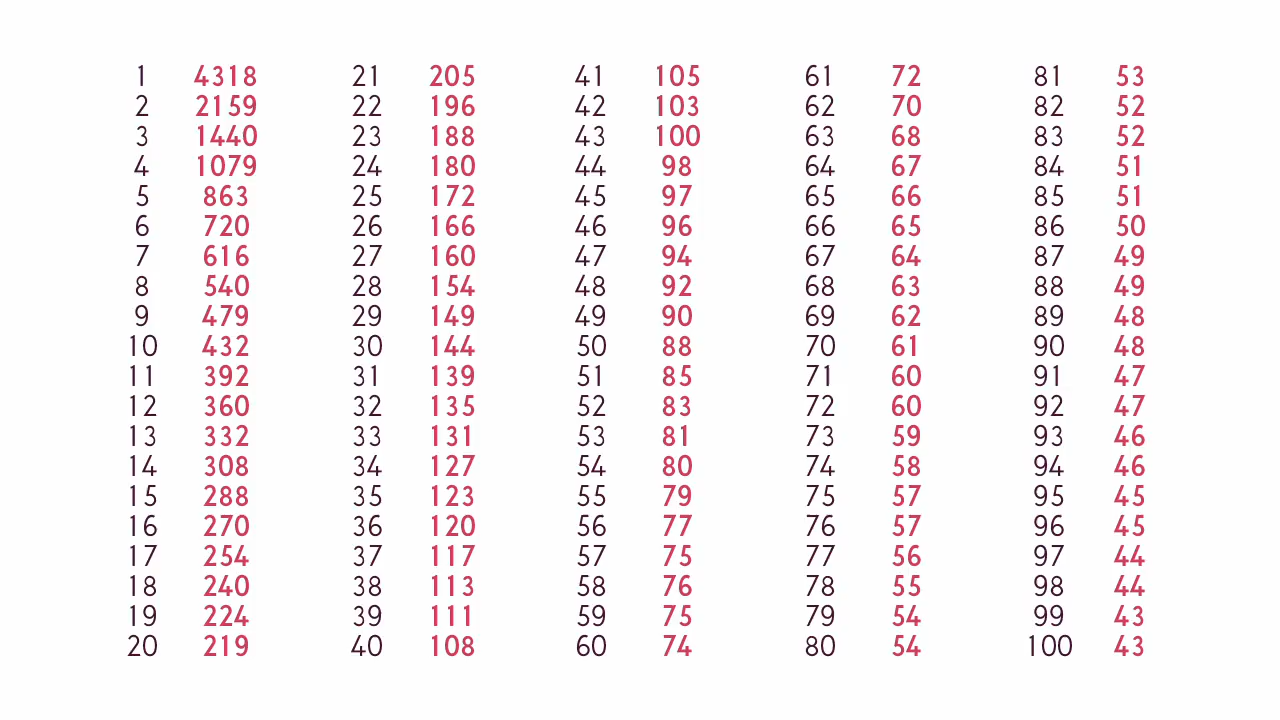 1 4318 21 205 41 105 61 72 81 53
2 2159 22 196 42 103 62 70 82 52
3 1440 23 188 43 100 63 68 83 52
4 1079 24 180 44 98 64 67 84 51
5 863 25 172 45 97 65 66 85 51
6 720 26 166 46 96 66 65 86 50
7 616 27 160 47 94 67 64 87 49
8 540 28 154 48 92 68 63 88 49
9 479 29 149 49 90 69 62 89 48
10 432 30 144 50 88 70 61 90 48
11 392 31 139 51 85 71 60 91 47
12 360 32 135 52 83 72 60 92 47
13 332 33 131 53 81 73 59 93 46
14 308 34 127 54 80 74 58 94 46
15 288 35 123 55 79 75 57 95 45
16 270 36 120 56 77 76 57 96 45
17 254 37 117 57 75 77 56 97 44
18 240 38 113 58 76 78 55 98 44
19 224 39 111 59 75 79 54 99 43
20 219 40 108 60 74 80 54 100 43